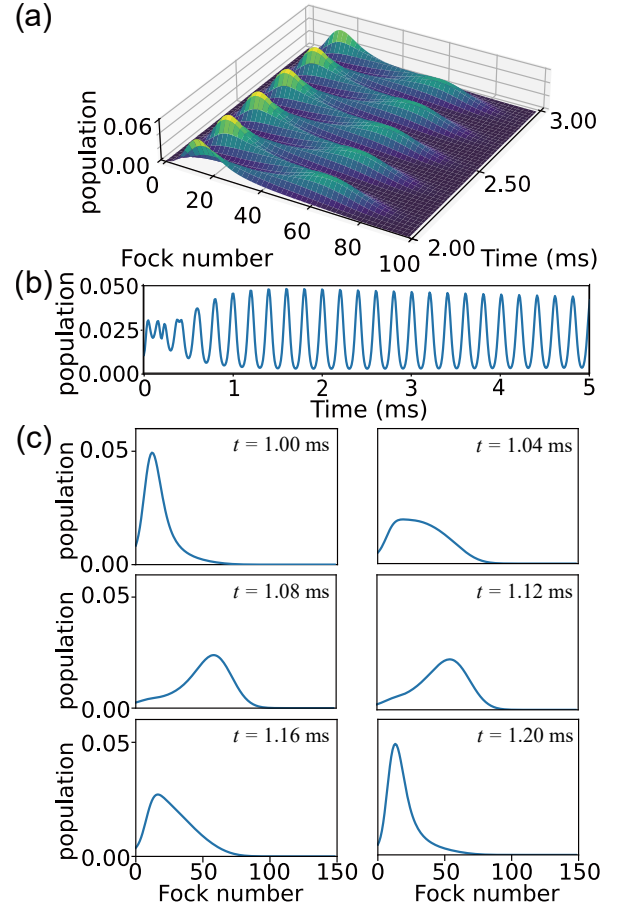 (a)
population
0.06
0.00
0
20
40
60
80
100
Fock number
2.00
2.50
3.00
Time (ms)
(b)
population
0.050
0.025
0.000
0 1 2 3 4 5
Time (ms)
(c)
population
0.05
0.00
t = 1.00 ms
t = 1.04 ms
population
0.05
0.00
t = 1.08 ms
t = 1.12 ms
population
0.05
0.00
t = 1.16 ms
t = 1.20 ms
0 50 100 150
0 50 100 150
Fock number
Fock number